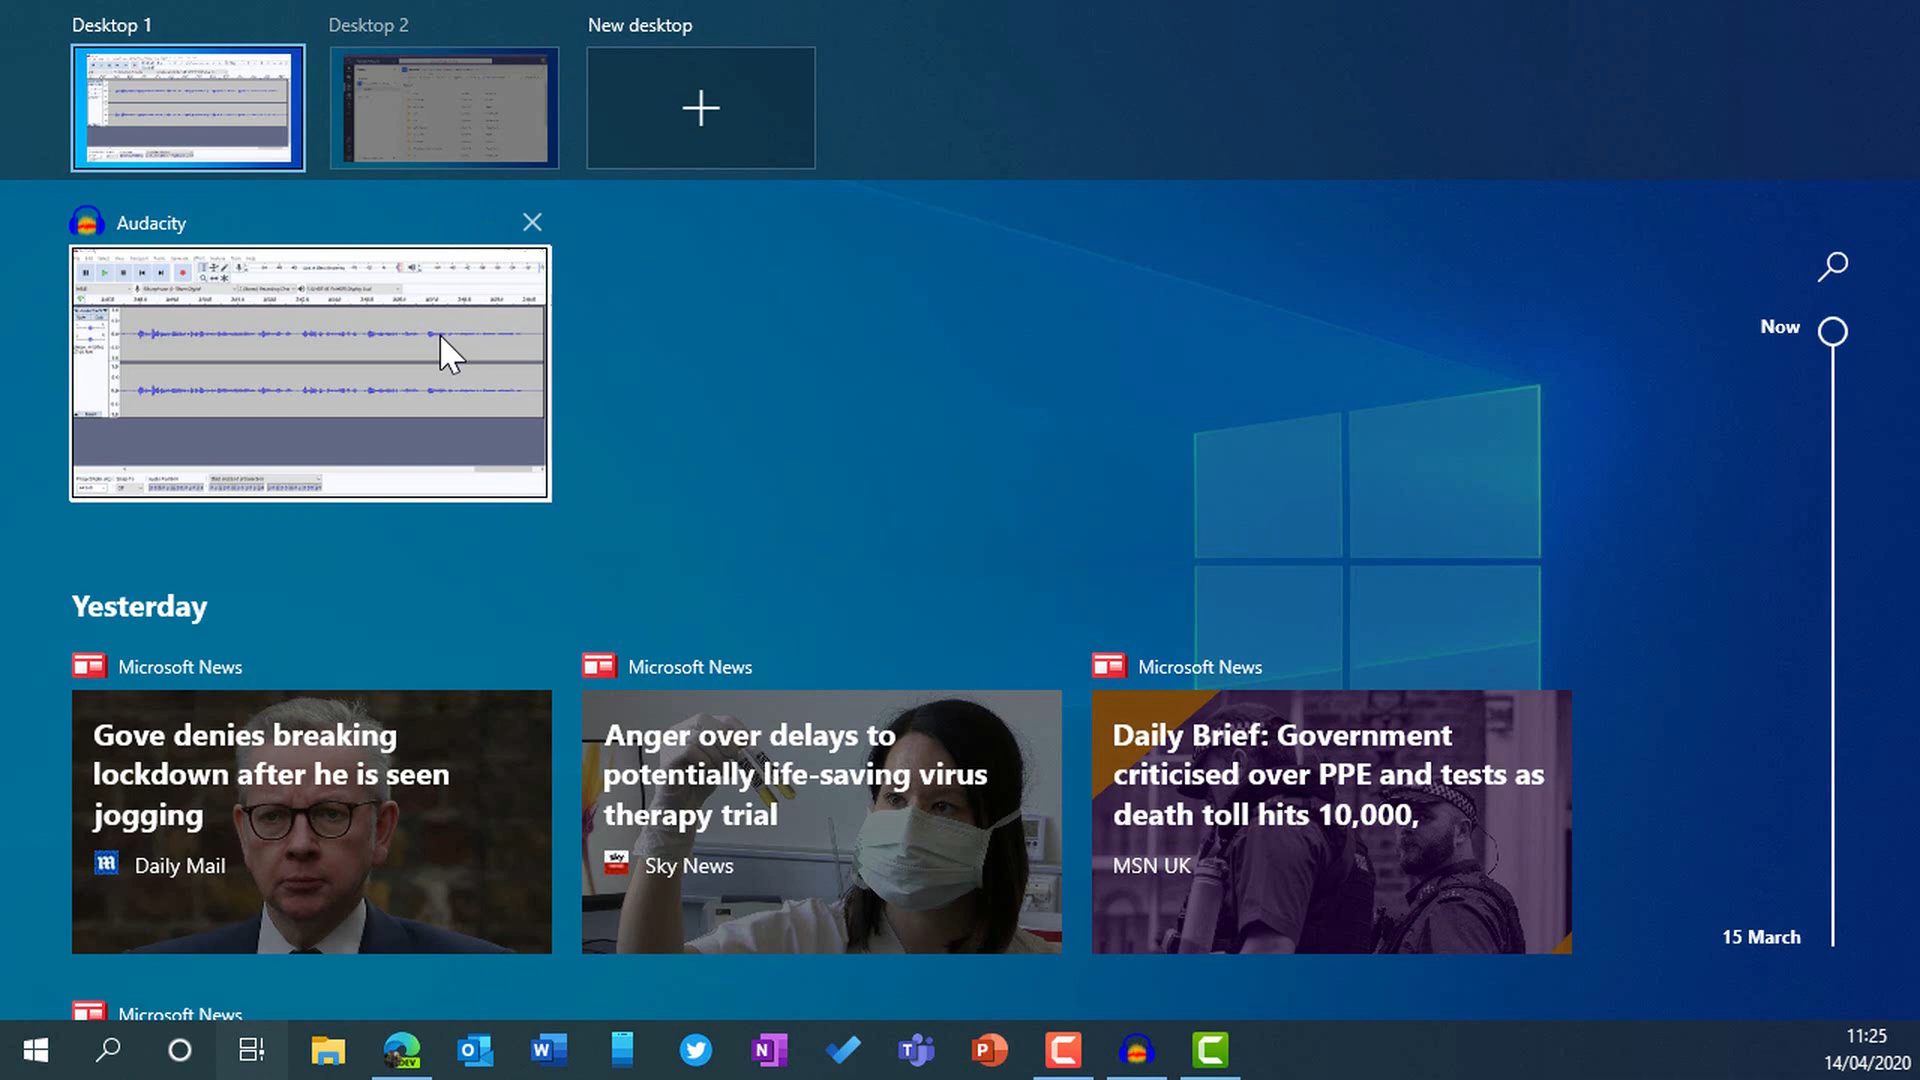 Desktop 1
Desktop 2
New desktop
Audacity
Now
Yesterday
Microsoft News
Microsoft News
Microsoft News
Gove denies breaking
lockdown after he is seen
jogging
Daily Mail
Anger over delays to
potentially life-saving virus
therapy trial
sky
Sky News
Daily Brief: Government
criticised over PPE and tests as
death toll hits 10,000,
MSN UK
15 March
Microsoft News
DEV
11:25
14/04/2020